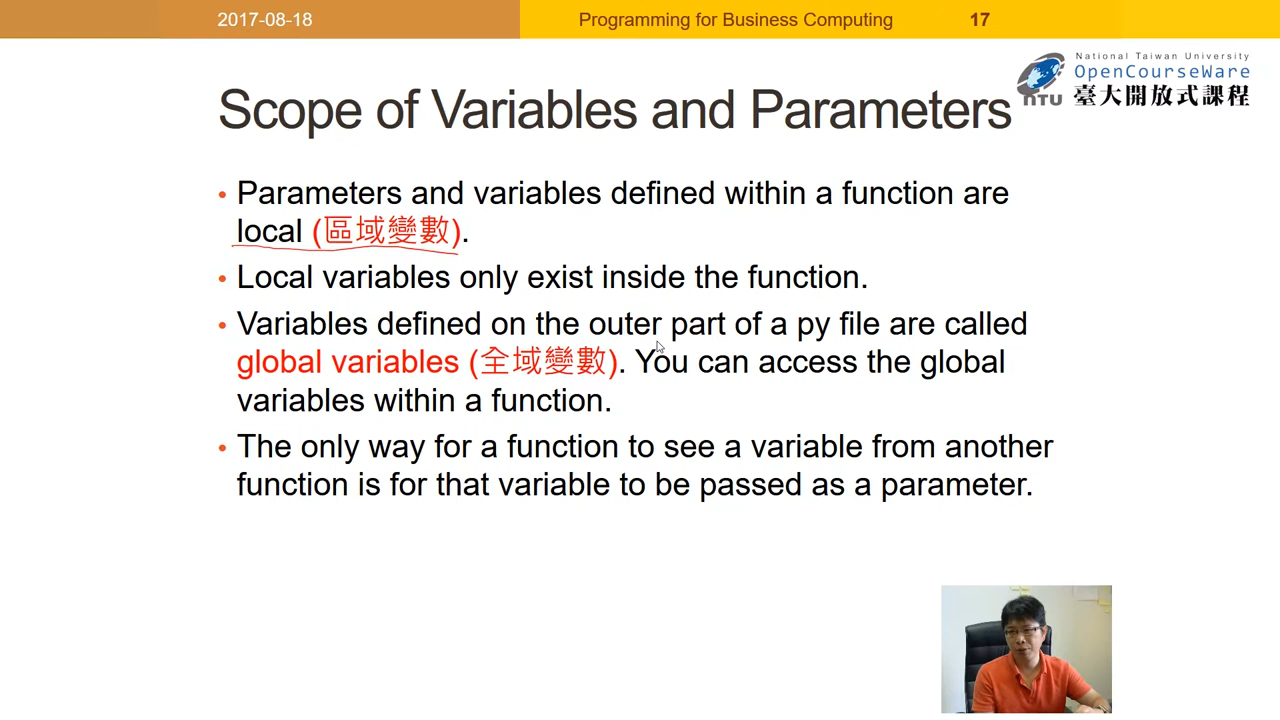 2017-08-18
Programming for Business Computing
17
National Taiwan University
OpenCourseWare
NTU
臺大開放式課程
Scope of Variables and Parameters
• Parameters and variables defined within a function are
local (區域變數).
• Local variables only exist inside the function.
• Variables defined on the outer part of a py file are called
global variables (全域變數). You can access the global
variables within a function.
• The only way for a function to see a variable from another
function is for that variable to be passed as a parameter.